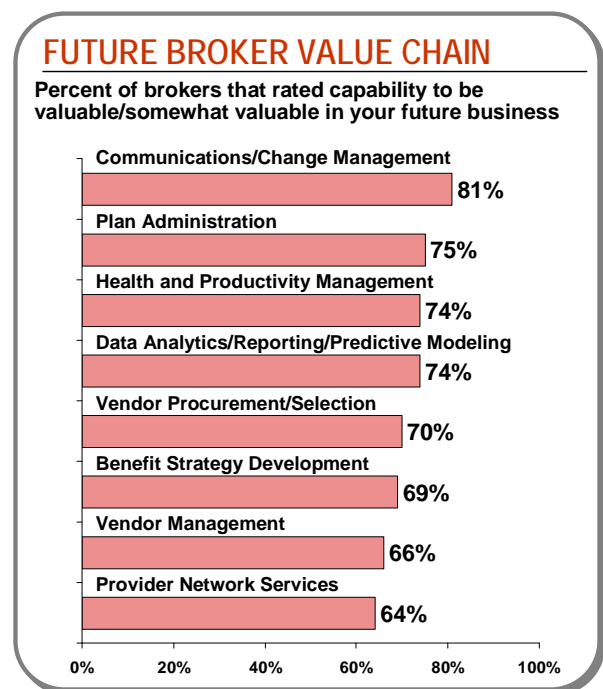 FUTURE BROKER VALUE CHAIN
Percent of brokers that rated capability to be
valuable/somewhat valuable in your future business
Communications/Change Management
81%
Plan Administration
75%
Health and Productivity Management
74%
Data Analytics/Reporting/Predictive Modeling
74%
Vendor Procurement/Selection
70%
Benefit Strategy Development
69%
Vendor Management
66%
Provider Network Services
64%
0% 20% 40% 60% 80% 100%